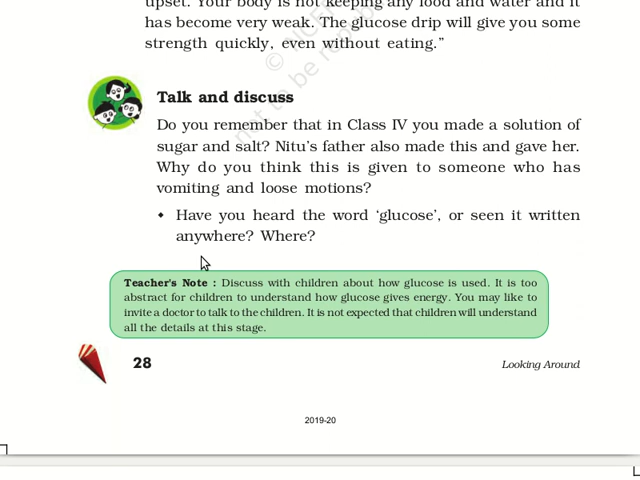 upset. Your body is not keeping any food and water and it
has become very weak. The glucose drip will give you some
strength quickly, even without eating.”
Talk and discuss
Do you remember that in Class IV you made a solution of
sugar and salt? Nitu’s father also made this and gave her.
Why do you think this is given to someone who has
vomiting and loose motions?
• Have you heard the word ‘glucose’, or seen it written
anywhere? Where?
Teacher’s Note : Discuss with children about how glucose is used. It is too
abstract for children to understand how glucose gives energy. You may like to
invite a doctor to talk to the children. It is not expected that children will understand
all the details at this stage.
28
Looking Around
2019-20